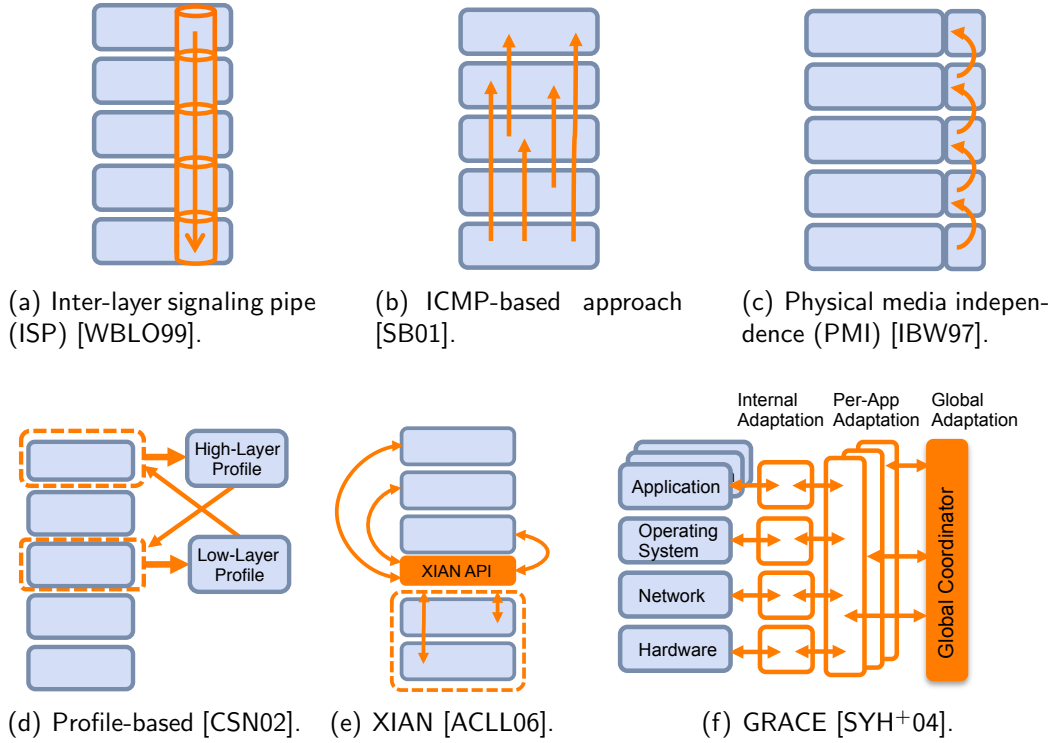 (a) Inter-layer signaling pipe
(ISP) [WBLO99].
(b) ICMP-based approach
[SB01].
(c) Physical media indepen-
dence (PMI) [IBW97].
High-Layer
Profile
Low-Layer
Profile
(d) Profile-based [CSN02].
XIAN API
(e) XIAN [ACLL06].
Internal
Adaptation
Per-App
Adaptation
Global
Adaptation
Application
Operating
System
Network
Hardware
Global Coordinator
(f) GRACE [SYH+04].